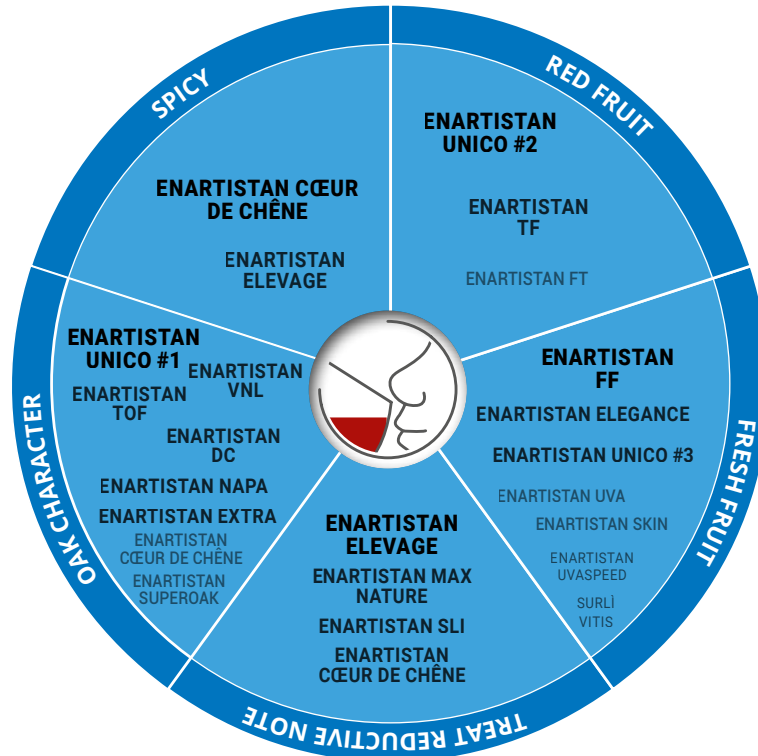 SPICY
ENARTISTAN CŒUR
DE CHÊNE
ENARTISTAN
ELEVAGE
RED FRUIT
ENARTISTAN
UNICO #2
ENARTISTAN
TF
ENARTISTAN FT
FRESH FRUIT
ENARTISTAN
FF
ENARTISTAN ELEGANCE
ENARTISTAN UNICO #3
ENARTISTAN UVA
ENARTISTAN SKIN
ENARTISTAN
UVASPEED
SURLÌ
VITIS
TREAT REDUCTIVE NOTE
ENARTISTAN
ELEVAGE
ENARTISTAN MAX
NATURE
ENARTISTAN SLI
ENARTISTAN
CŒUR DE CHÊNE
OAK CHARACTER
ENARTISTAN
UNICO #1
ENARTISTAN
VNL
ENARTISTAN
TOF
ENARTISTAN
DC
ENARTISTAN NAPA
ENARTISTAN EXTRA
ENARTISTAN
CŒUR DE CHÊNE
ENARTISTAN
SUPEROAK